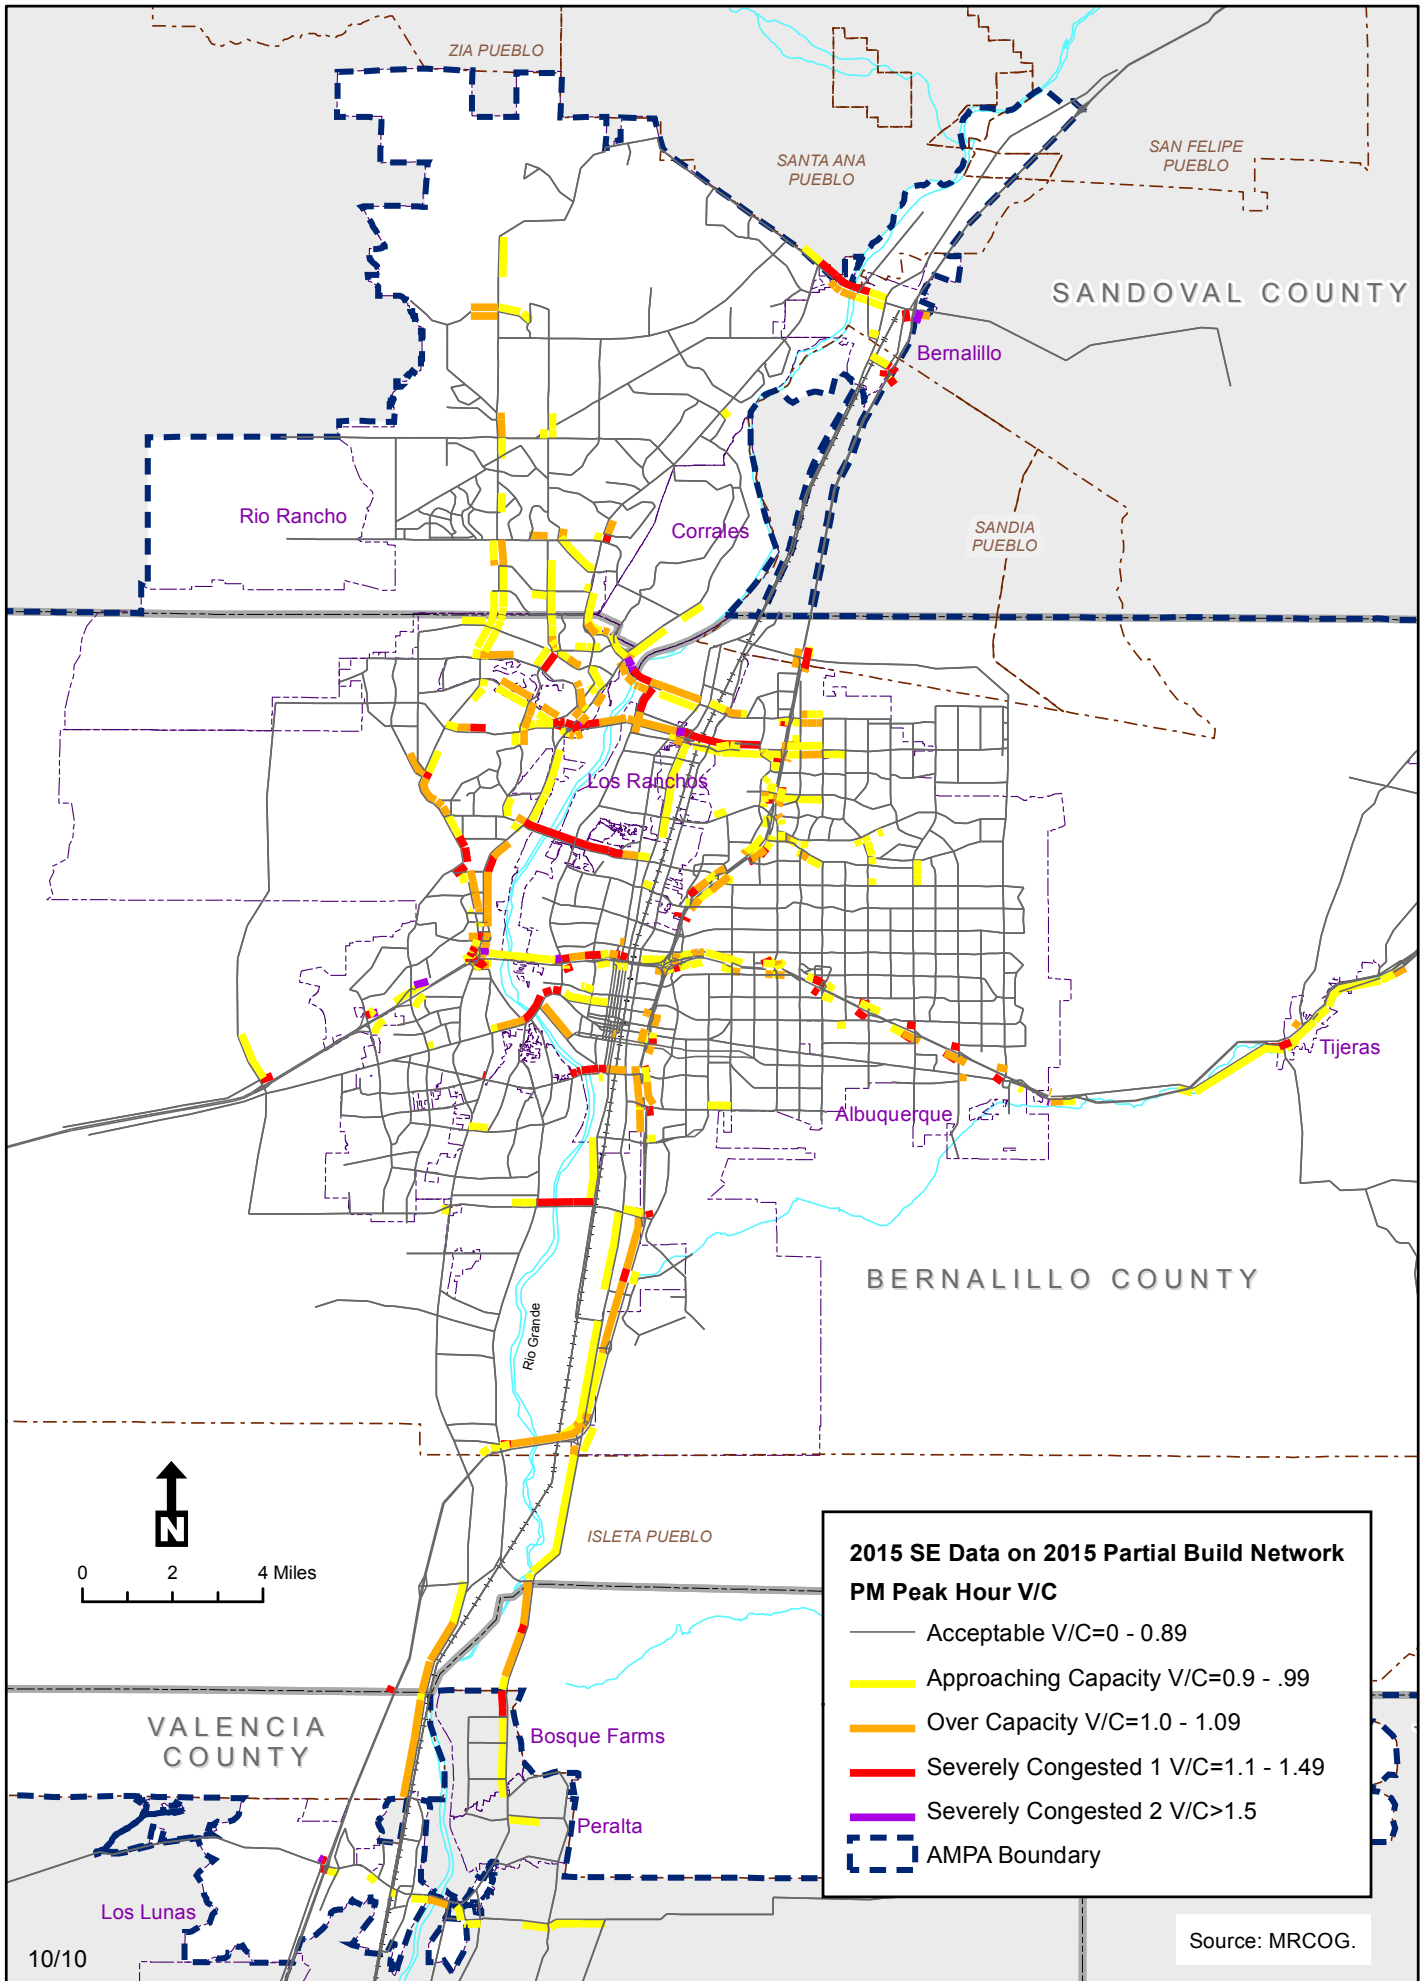 ZIA PUEBLO
SANTA ANA
PUEBLO
SAN FELIPE
PUEBLO
SANDOVAL COUNTY
Bernalillo
Rio Rancho
Corrales
SANDIA
PUEBLO
Los Ranchos
Tijeras
Albuquerque
BERNALILLO COUNTY
Rio Grande
N
0 2 4 Miles
ISLETA PUEBLO
2015 SE Data on 2015 Partial Build Network
PM Peak Hour V/C
Acceptable V/C=0 - 0.89
Approaching Capacity V/C=0.9 - .99
Over Capacity V/C=1.0 - 1.09
Severely Congested 1 V/C=1.1 - 1.49
Severely Congested 2 V/C>1.5
AMPA Boundary
VALENCIA
COUNTY
Bosque Farms
Peralta
Los Lunas
10/10
Source: MRCOG.